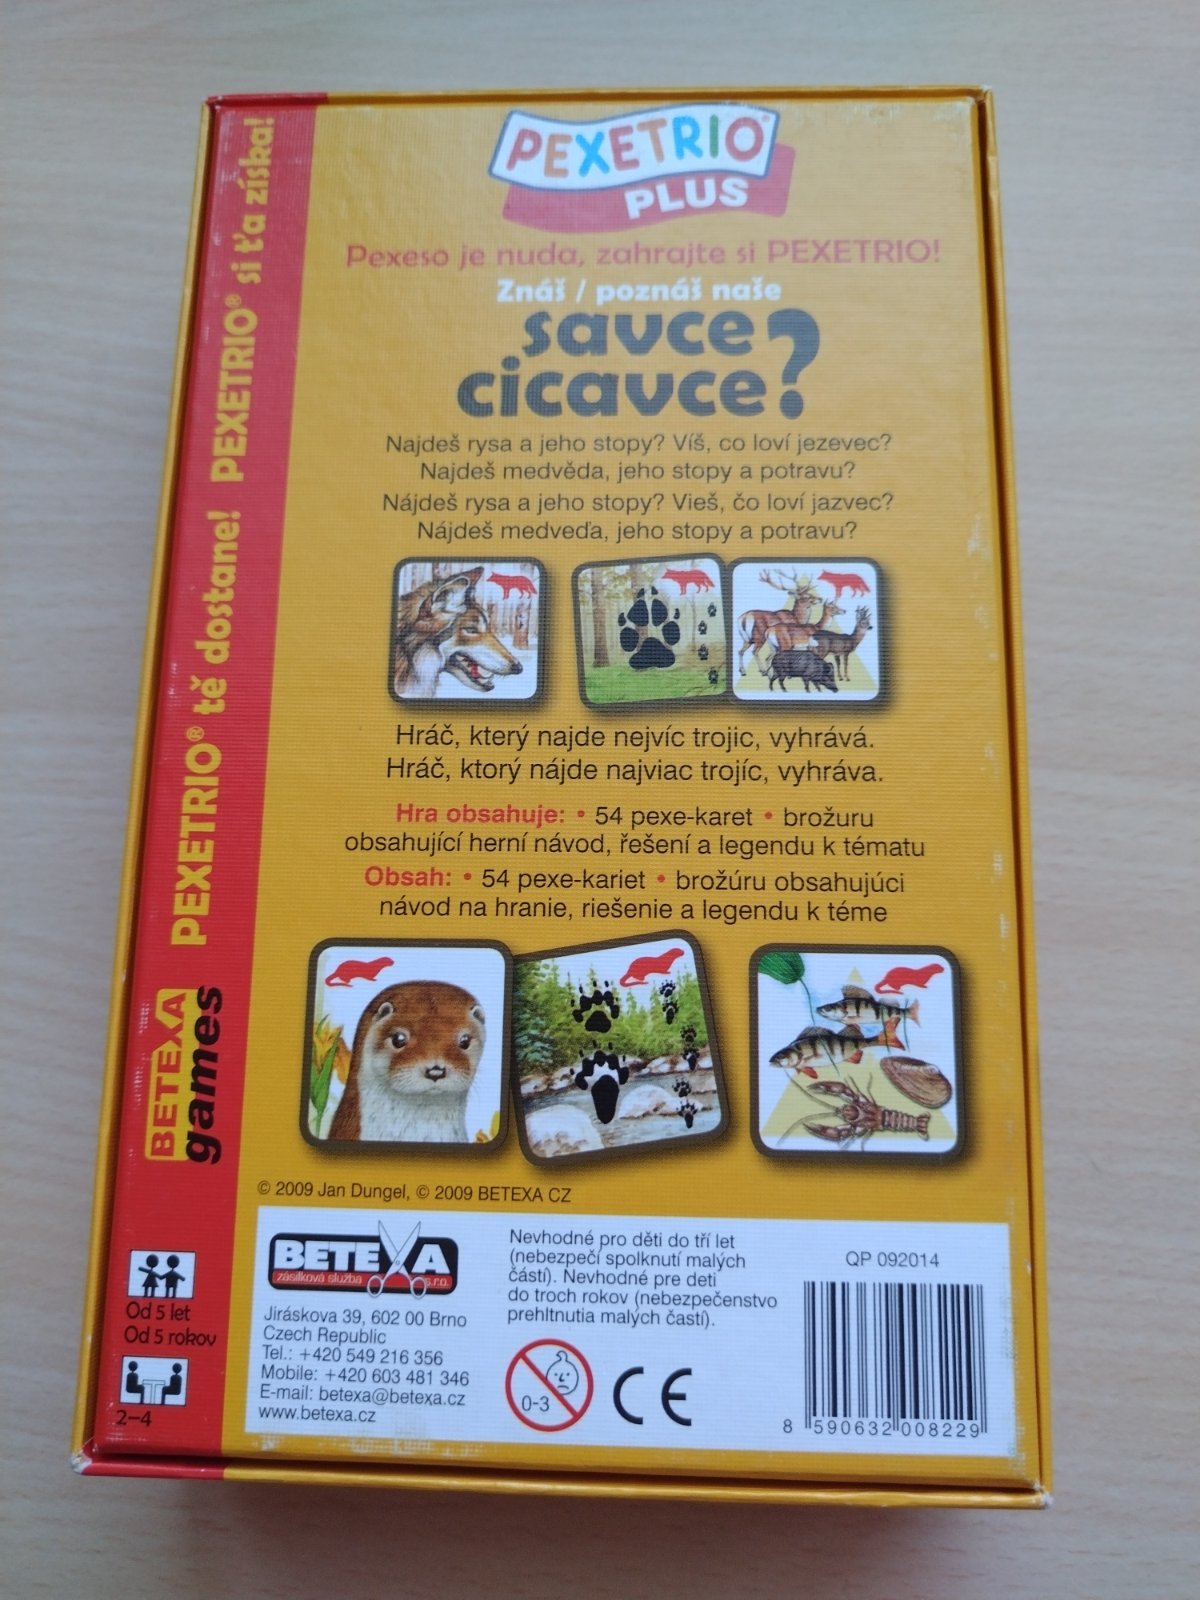 PEXETRIO®
PLUS
Pexeso je nuda, zahrajte si PEXETRIO!
Znáš / poznáš naše
savce
cicavce?
Najdeš rysa a jeho stopy? Víš, co loví jezevec?
Najdeš medvěda, jeho stopy a potravu?
Nájdeš rysa a jeho stopy? Vieš, čo loví jazvec?
Nájdeš medveďa, jeho stopy a potravu?
Hráč, který najde nejvíc trojic, vyhrává.
Hráč, ktorý nájde najviac trojíc, vyhráva.
Hra obsahuje: • 54 pexe-karet • brožuru
obsahující herní návod, řešení a legendu k tématu
Obsah: • 54 pexe-kariet • brožúru obsahujúci
návod na hranie, riešenie a legendu k téme
© 2009 Jan Dungel, © 2009 BETEXA CZ
BETEXA
zásilková služba s.r.o.
Jiráskova 39, 602 00 Brno
Czech Republic
Tel.: +420 549 216 356
Mobile: +420 603 481 346
E-mail: betexa@betexa.cz
www.betexa.cz
Nevhodné pro děti do tří let
(nebezpečí spolknutí malých
částí). Nevhodné pre deti
do troch rokov (nebezpečenstvo
prehltnutia malých častí).
0-3
CE
QP 092014
8 590632 008229
BETEXA
games
PEXETRIO® tě dostane! PEXETRIO® si ťa získa!
Od 5 let
Od 5 rokov
2–4